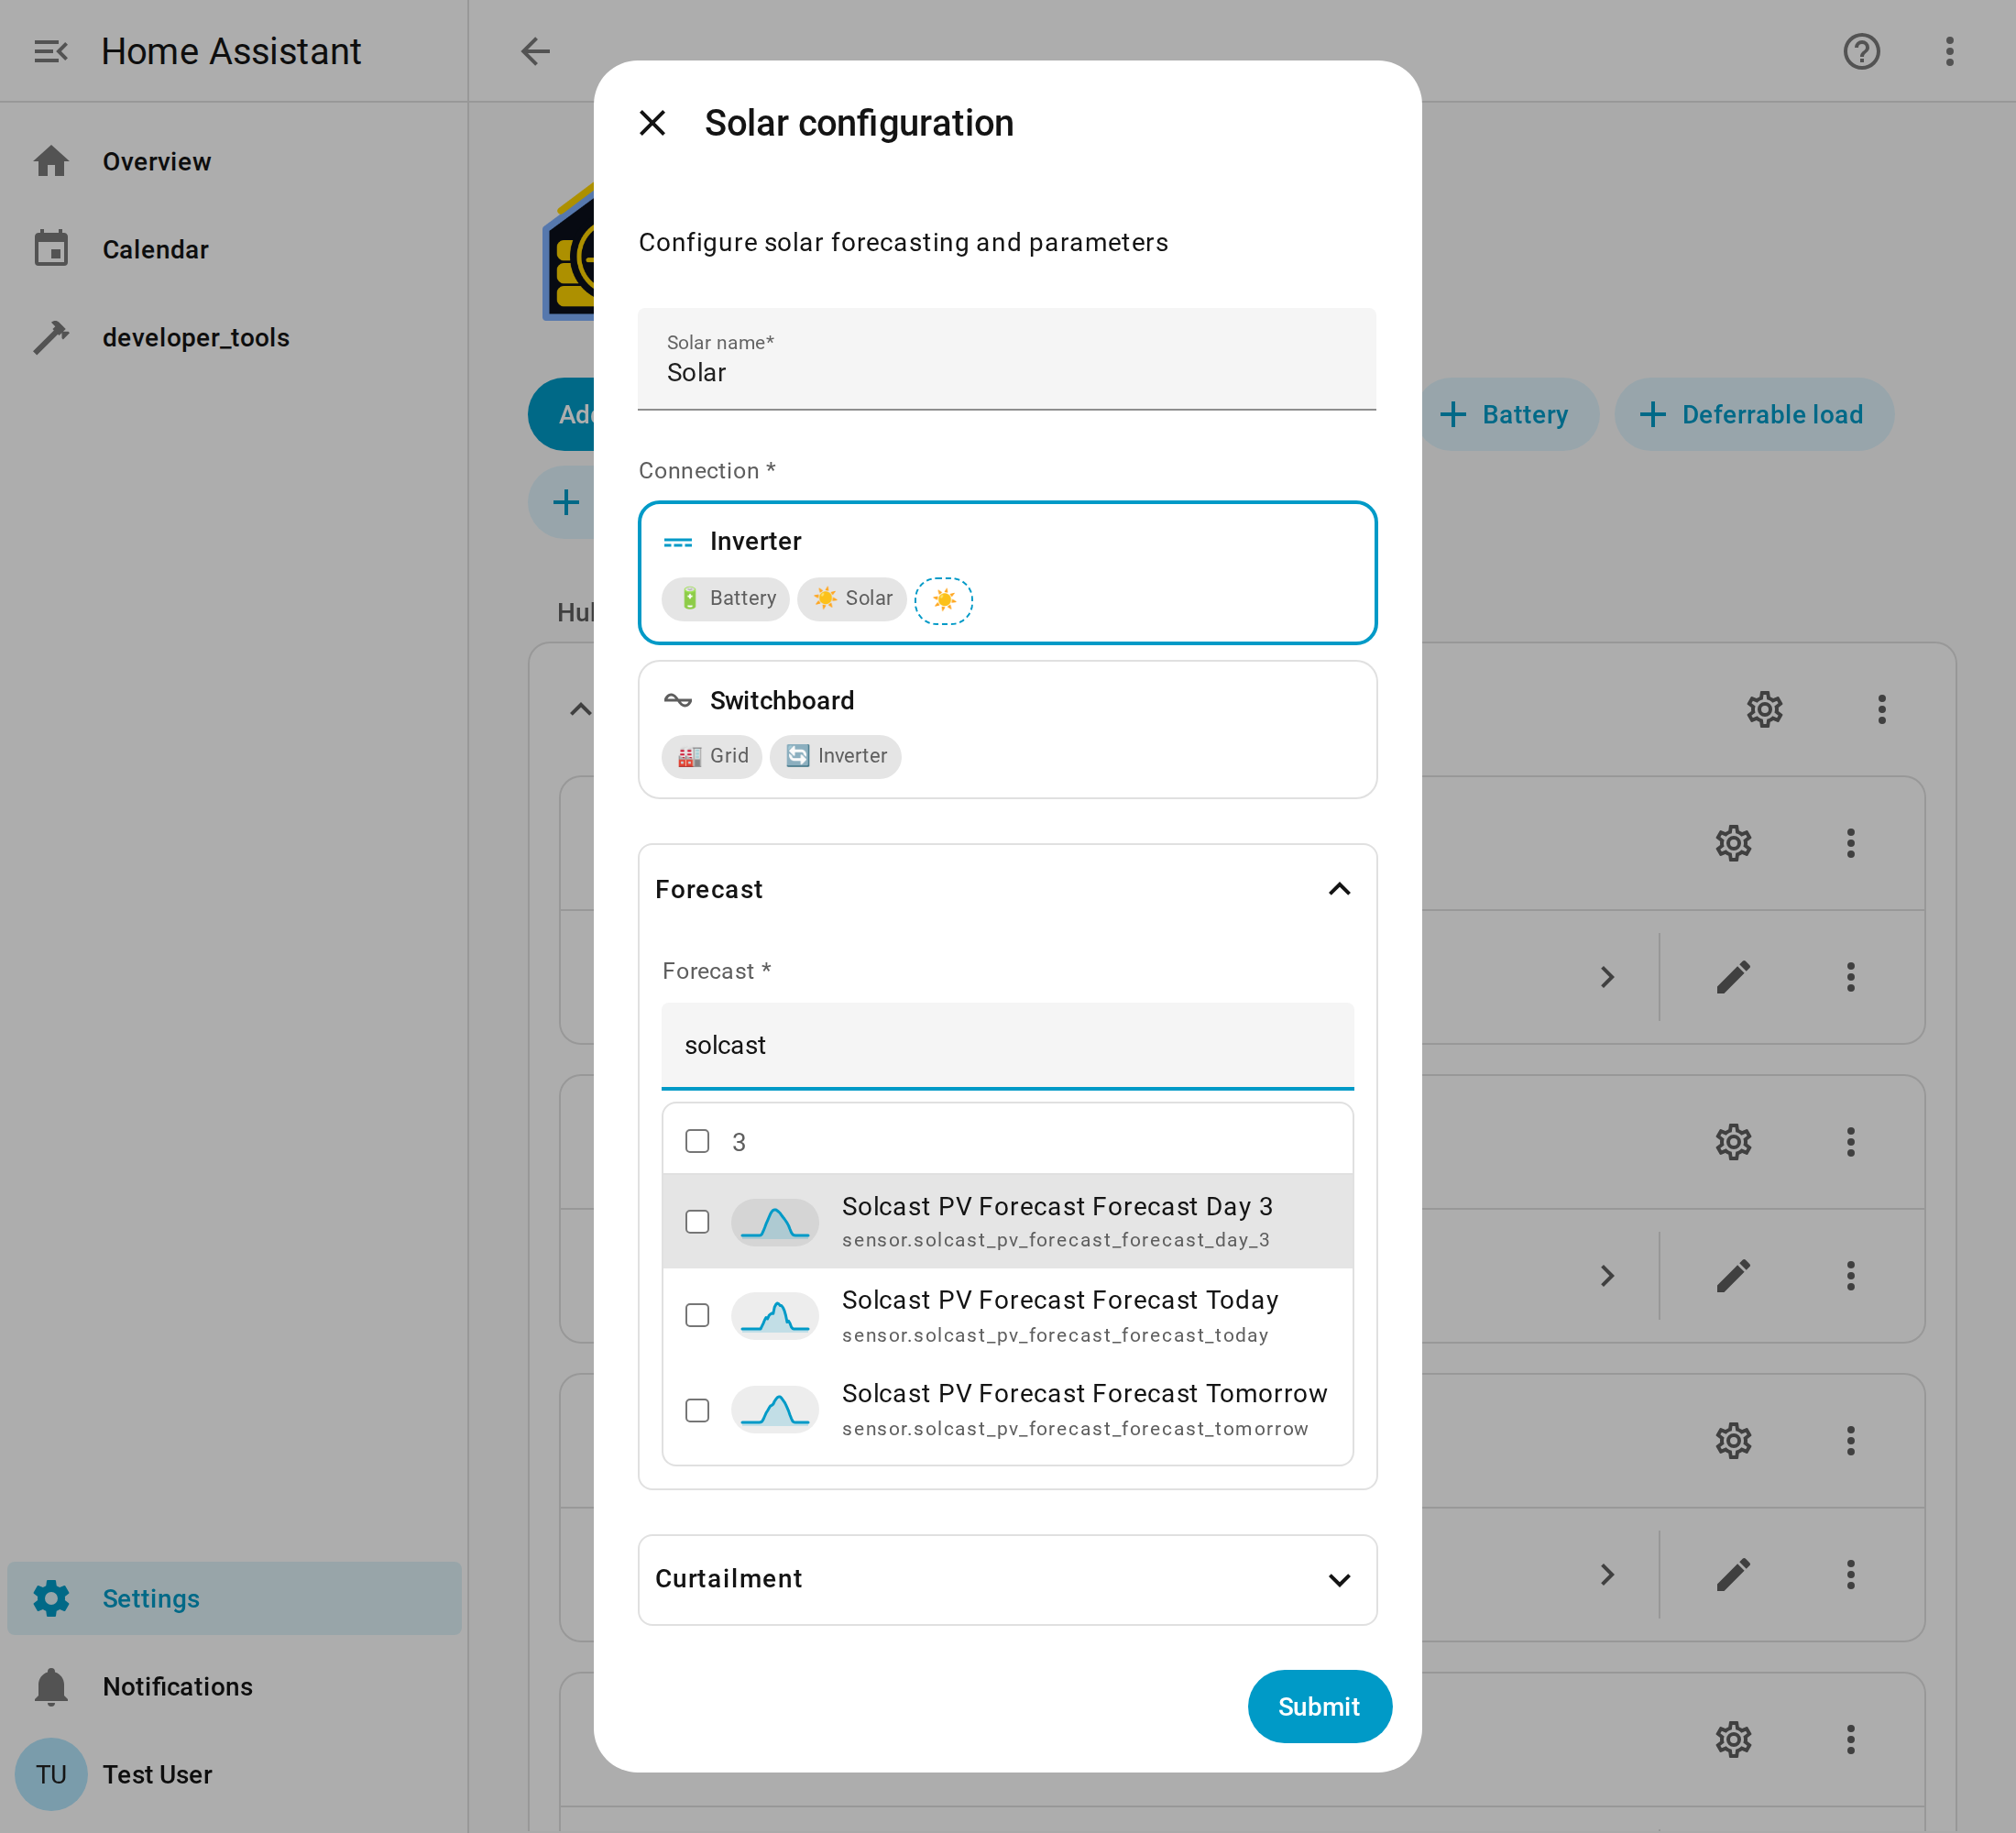 Home Assistant
Overview
Calendar
developer_tools
Settings
Notifications
TU
Test User
Solar configuration
Configure solar forecasting and parameters
Solar name*
Solar
Connection *
Inverter
Battery
Solar
Switchboard
Grid
Inverter
Forecast
Forecast *
solcast
3
Solcast PV Forecast Forecast Day 3
sensor.solcast_pv_forecast_forecast_day_3
Solcast PV Forecast Forecast Today
sensor.solcast_pv_forecast_forecast_today
Solcast PV Forecast Forecast Tomorrow
sensor.solcast_pv_forecast_forecast_tomorrow
Curtailment
Submit
Battery
Deferrable load